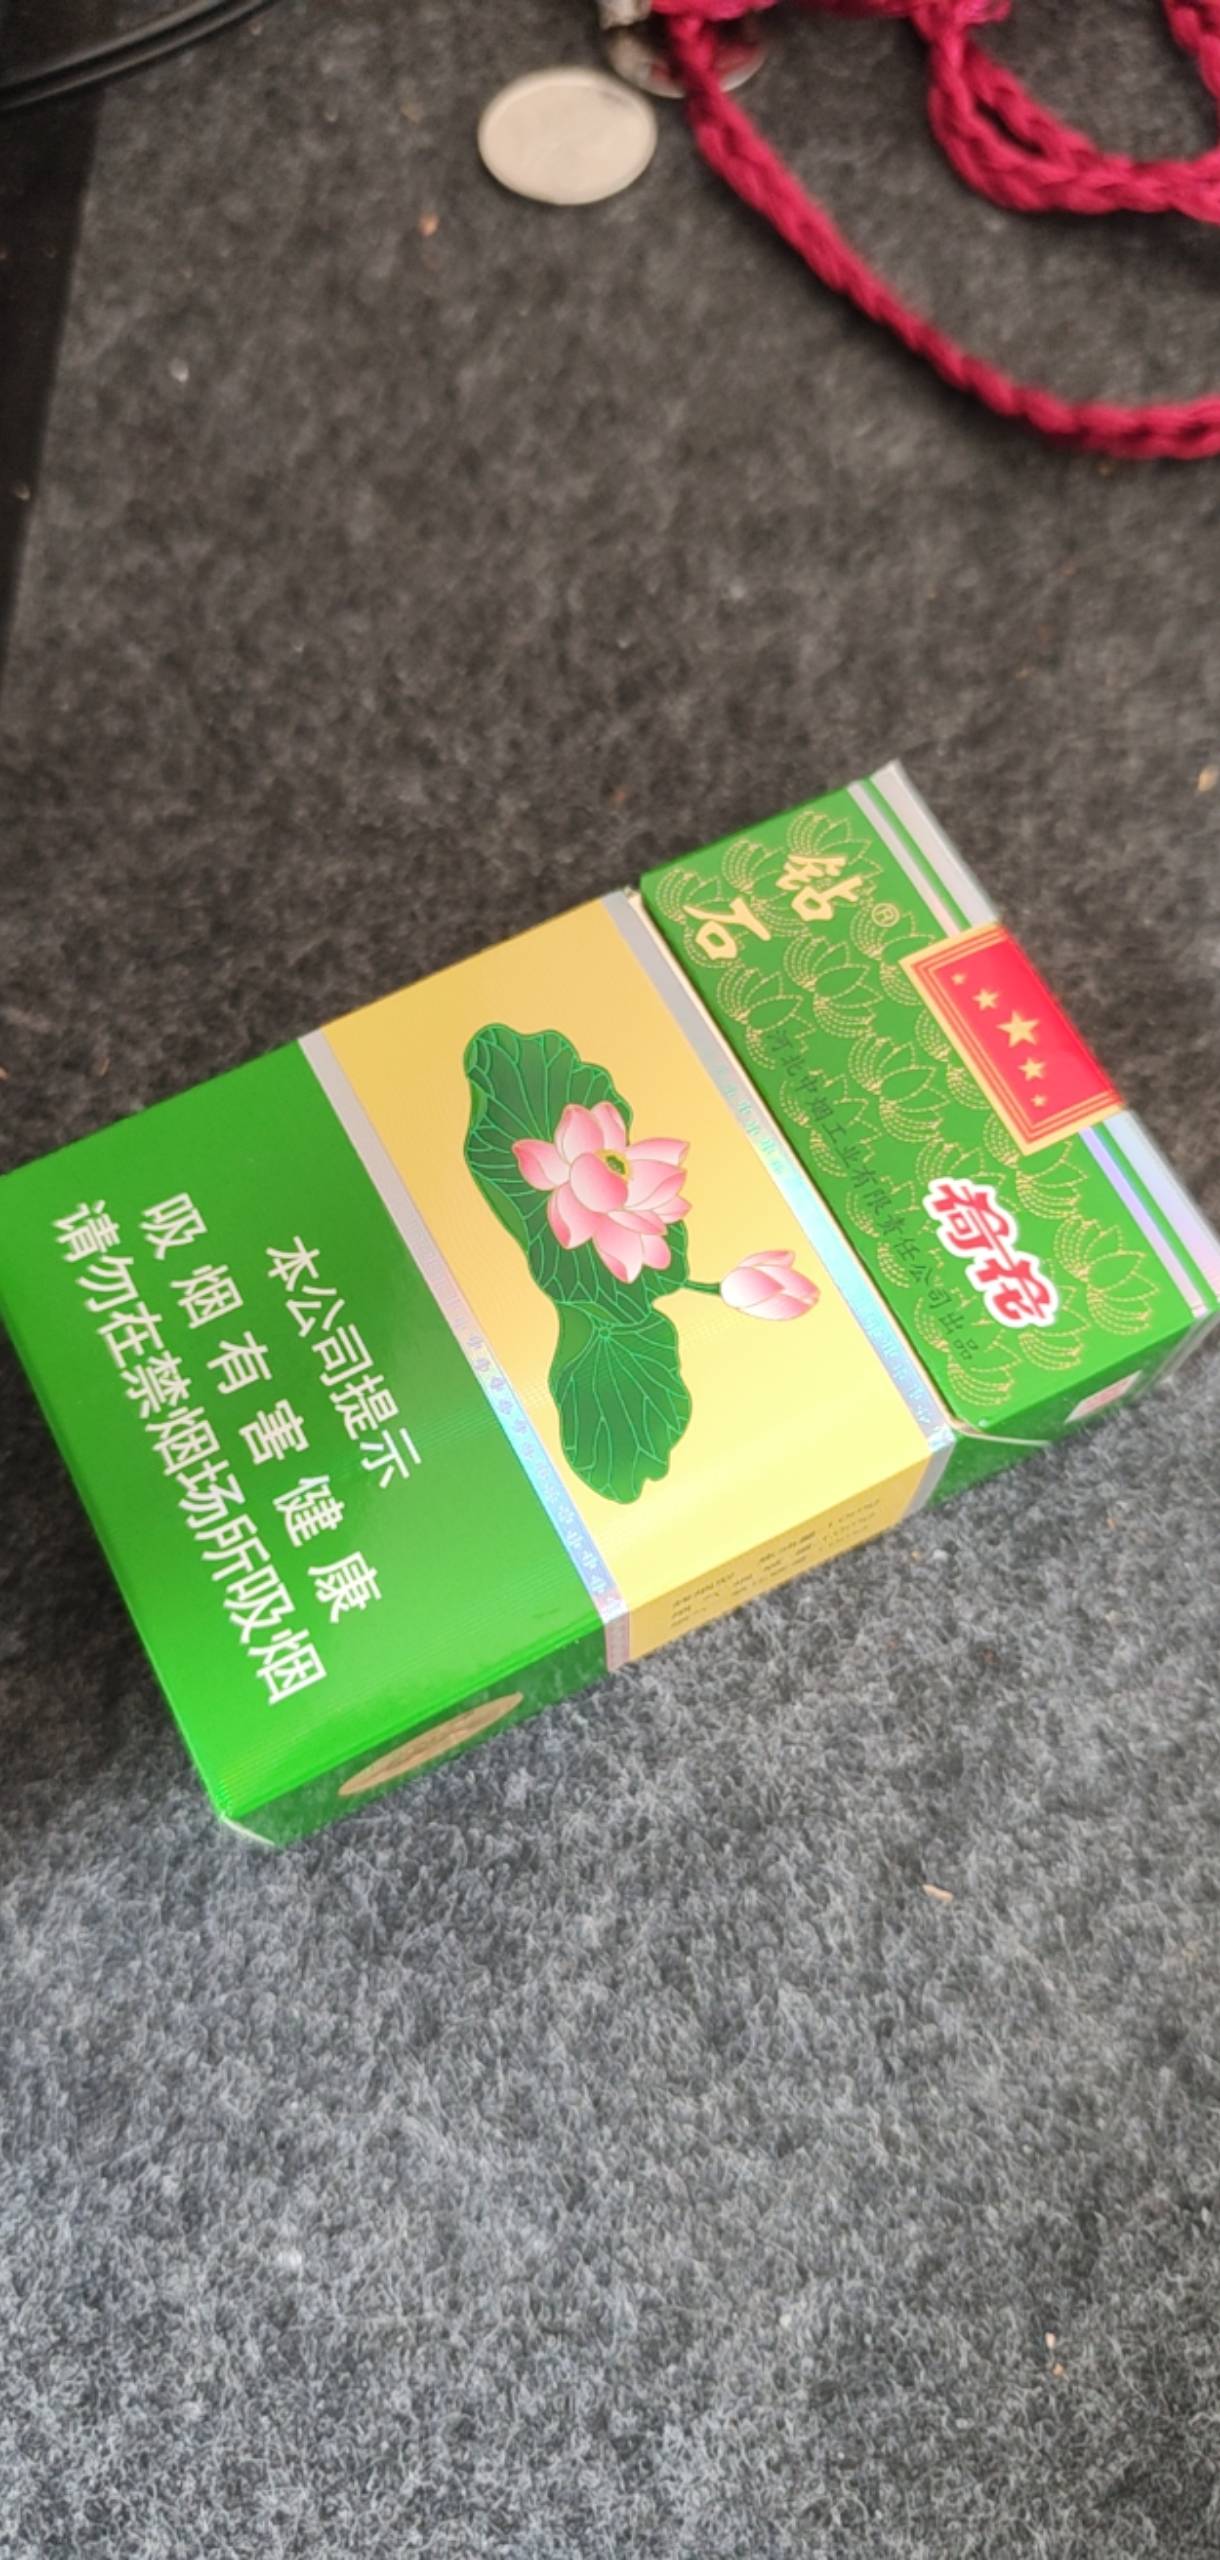 钻石®
荷花
河北中烟工业有限责任公司出品
本公司提示
吸烟有害健康
请勿在禁烟场所吸烟